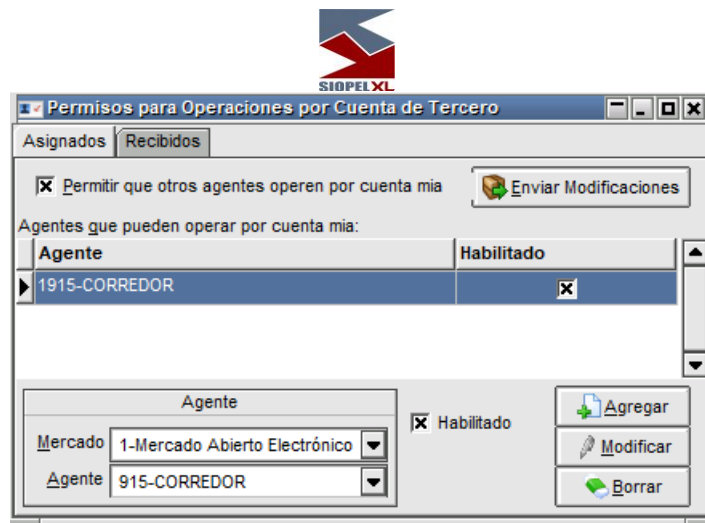 SIOPEL XL
Permisos para Operaciones por Cuenta de Tercero
Asignados Recibidos
Permitir que otros agentes operen por cuenta mia
Enviar Modificaciones
Agentes que pueden operar por cuenta mia:
Agente Habilitado
1915-CORREDOR
Agente
Mercado 1-Mercado Abierto Electrónico
Agente 915-CORREDOR
Habilitado
Agregar
Modificar
Borrar